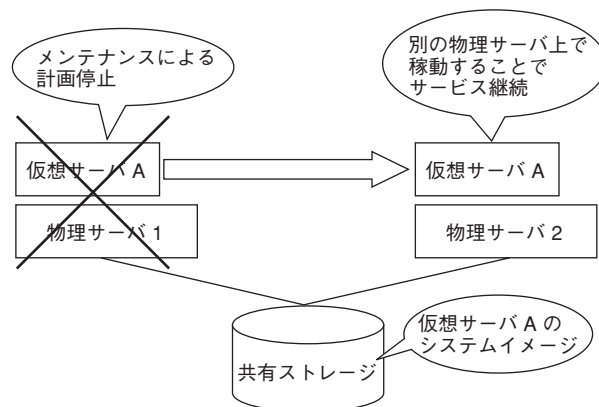 メンテナンスによる
計画停止
別の物理サーバ上で
稼動することで
サービス継続
仮想サーバ A
仮想サーバ A
物理サーバ 1
物理サーバ 2
共有ストレージ
仮想サーバ A の
システムイメージ